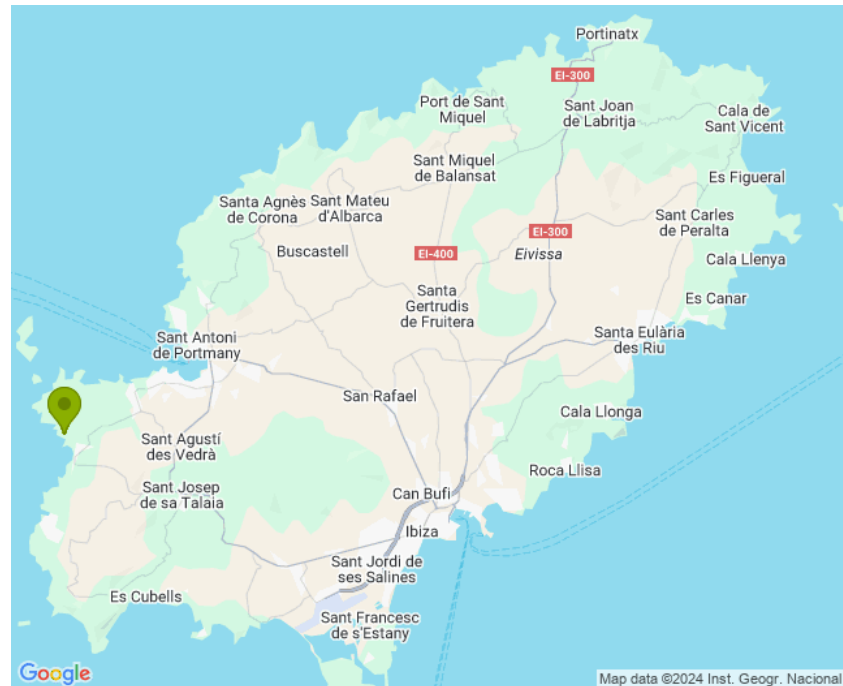 Portinatx
EI-300
Port de Sant
Miquel
Sant Joan
de Labritja
Cala de
Sant Vicent
Sant Miquel
de Balansat
Es Figueral
Santa Agnès
de Corona
Sant Mateu
d'Albarca
Sant Carles
de Peralta
EI-300
Buscastell
EI-400
Eivissa
Cala Llenya
Santa
Gertrudis
de Fruitera
Es Canar
Sant Antoni
de Portmany
Santa Eulària
des Riu
San Rafael
Cala Llonga
Sant Agustí
des Vedrà
Roca Llisa
Sant Josep
de sa Talaia
Can Bufi
Ibiza
Sant Jordi de
ses Salines
Es Cubells
Sant Francesc
de s'Estany
Google
Map data ©2024 Inst. Geogr. Nacional